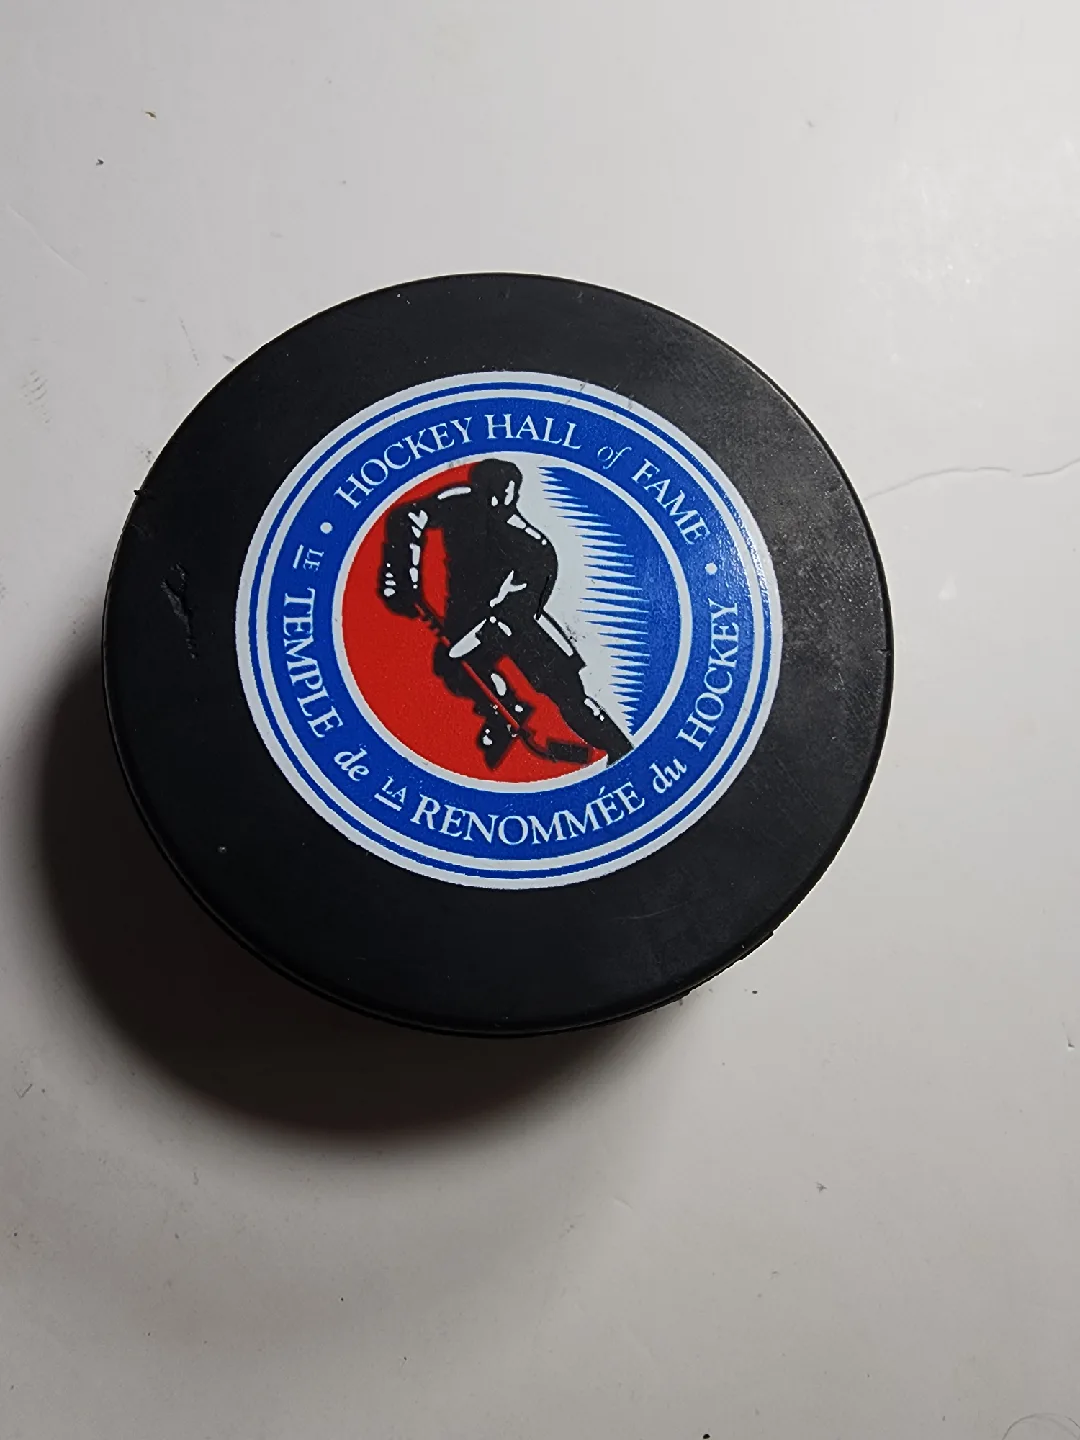 HOCKEY HALL of FAME
LE TEMPLE de LA RENOMMÉE du HOCKEY